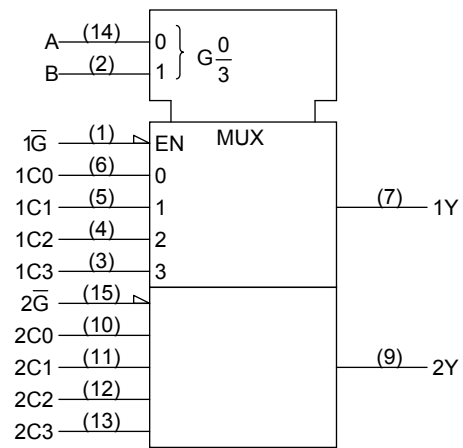 A (14) 0 G 0/3
B (2) 1
MUX
1G̅ (1) EN
1C0 (6) 0
1C1 (5) 1 (7) 1Y
1C2 (4) 2
1C3 (3) 3
2G̅ (15)
2C0 (10)
2C1 (11) (9) 2Y
2C2 (12)
2C3 (13)